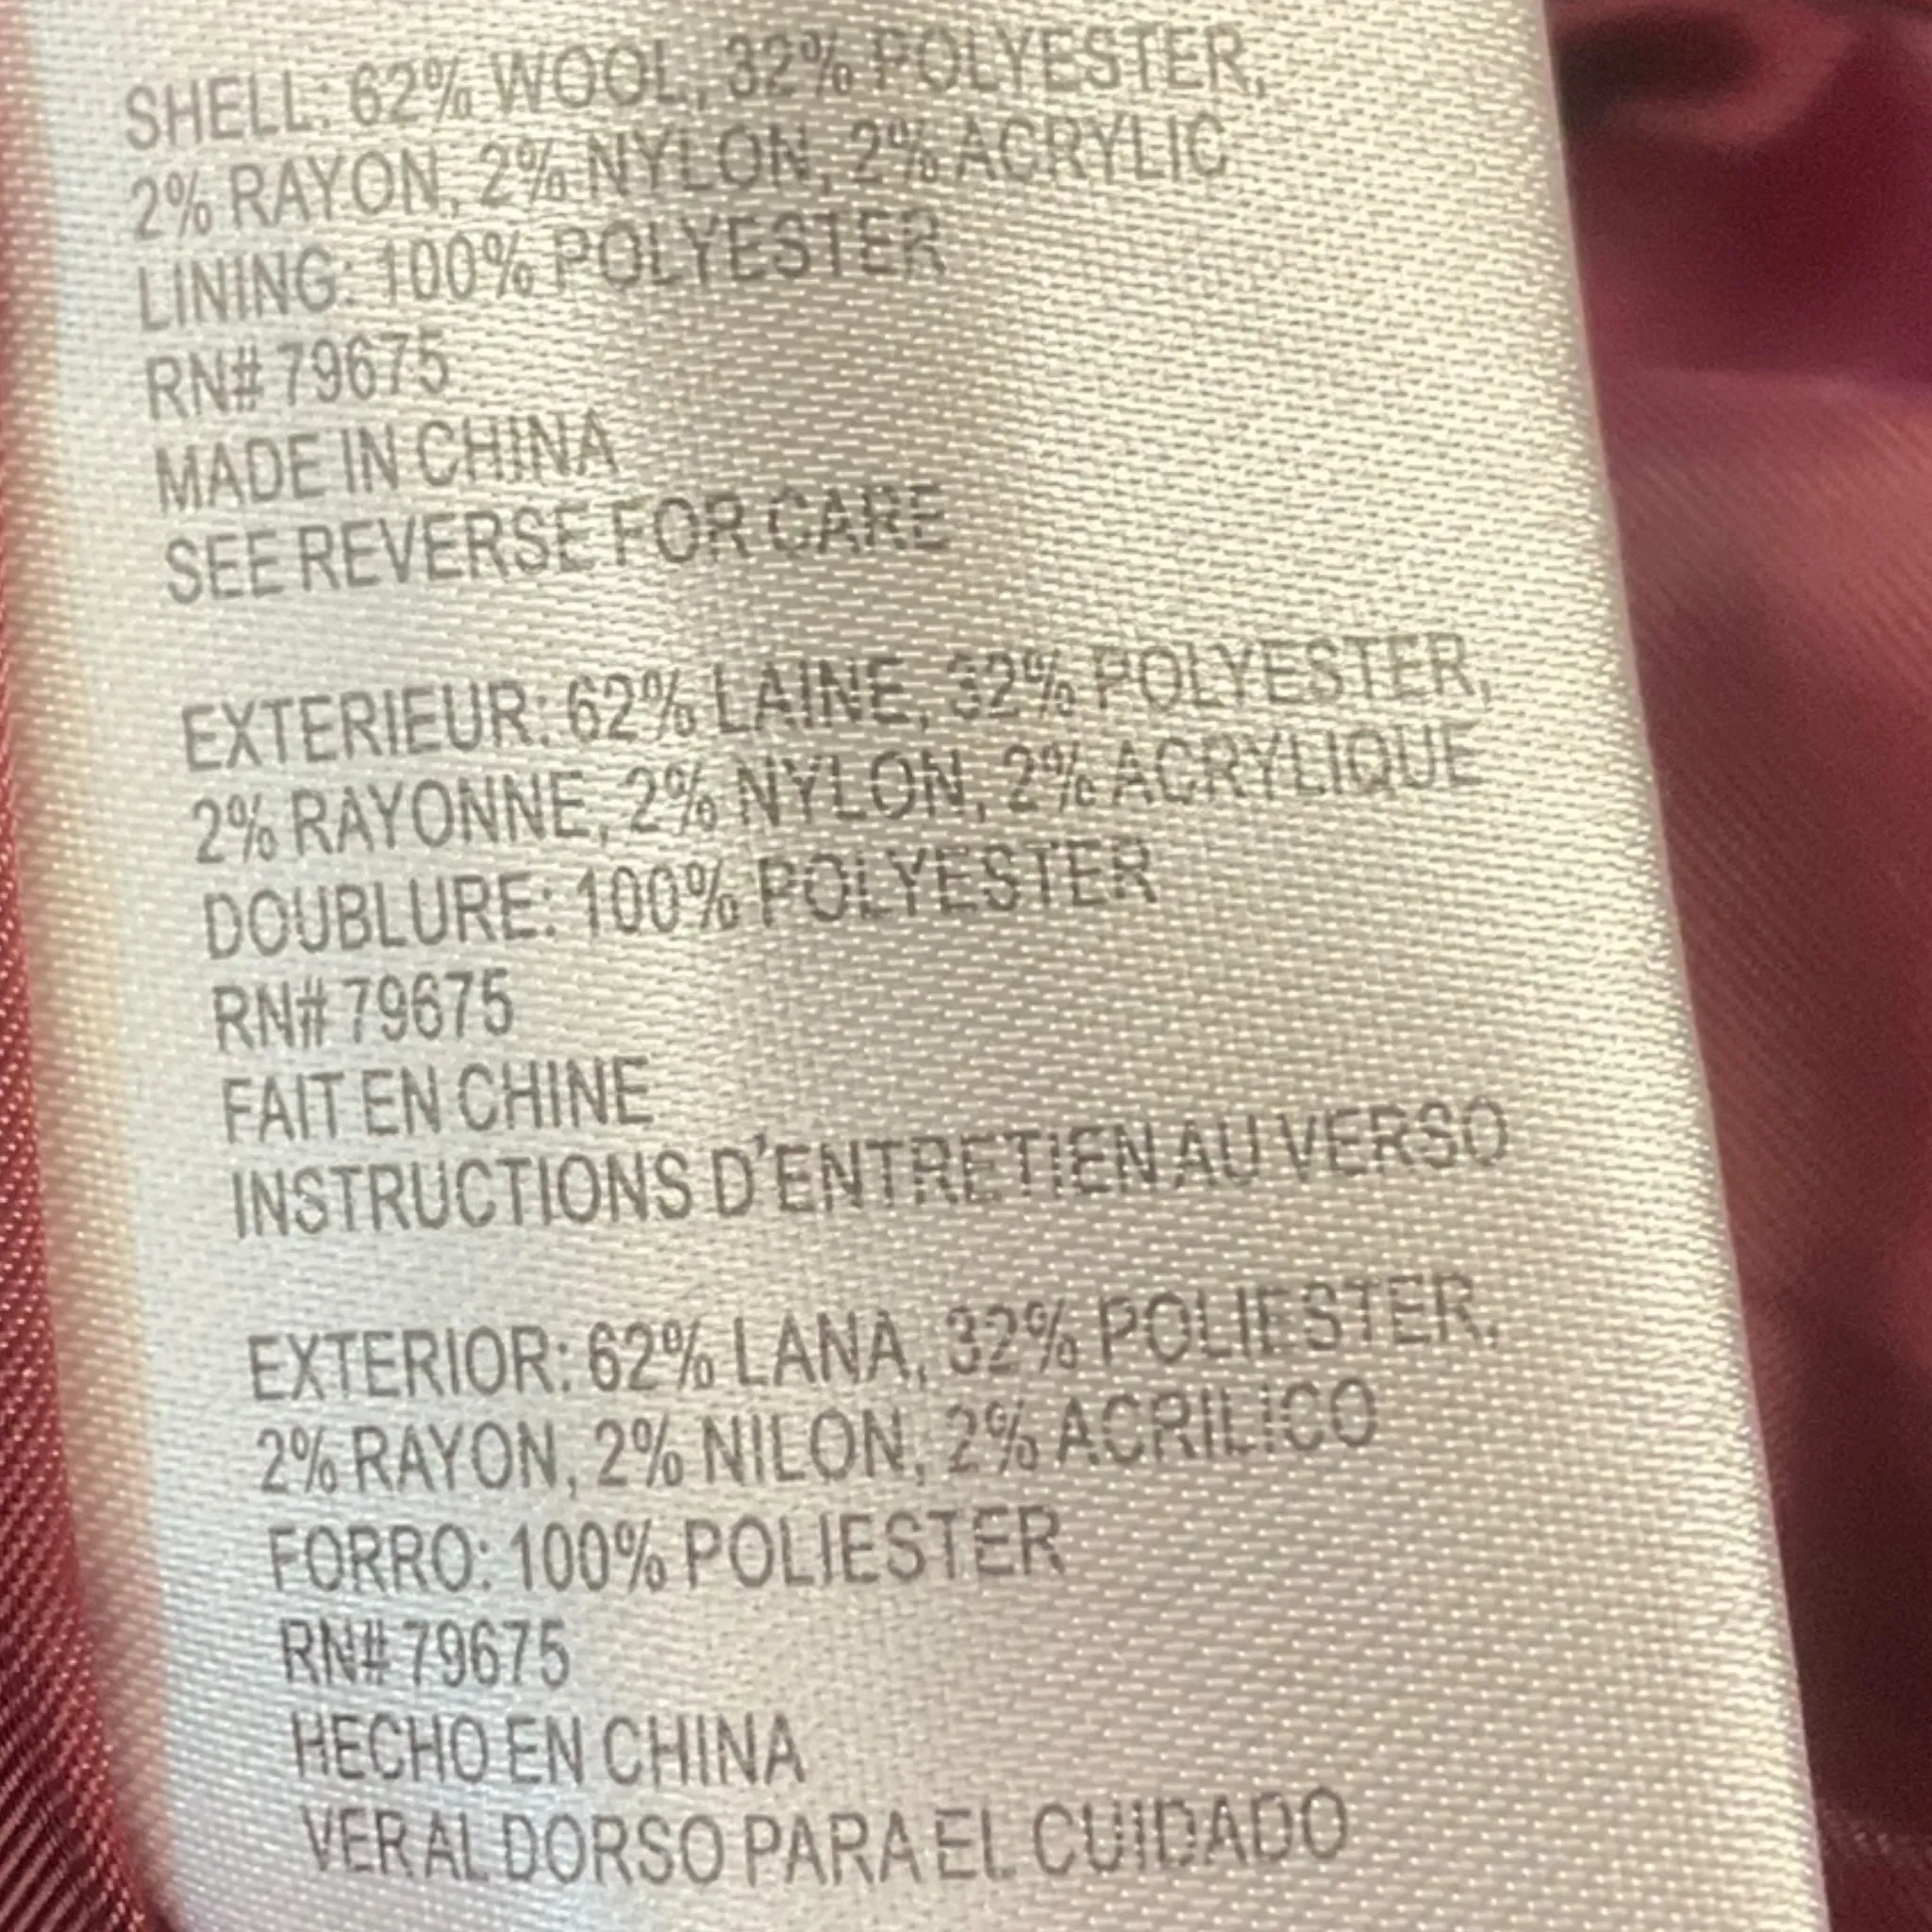 SHELL: 62% WOOL, 32% POLYESTER,
2% RAYON, 2% NYLON, 2% ACRYLIC
LINING: 100% POLYESTER
RN# 79675
MADE IN CHINA
SEE REVERSE FOR CARE
EXTERIEUR: 62% LAINE, 32% POLYESTER,
2% RAYONNE, 2% NYLON, 2% ACRYLIQUE
DOUBLURE: 100% POLYESTER
RN# 79675
FAIT EN CHINE
INSTRUCTIONS D'ENTRETIEN AU VERSO
EXTERIOR: 62% LANA, 32% POLIESTER,
2% RAYON, 2% NILON, 2% ACRILICO
FORRO: 100% POLIESTER
RN# 79675
HECHO EN CHINA
VER AL DORSO PARA EL CUIDADO